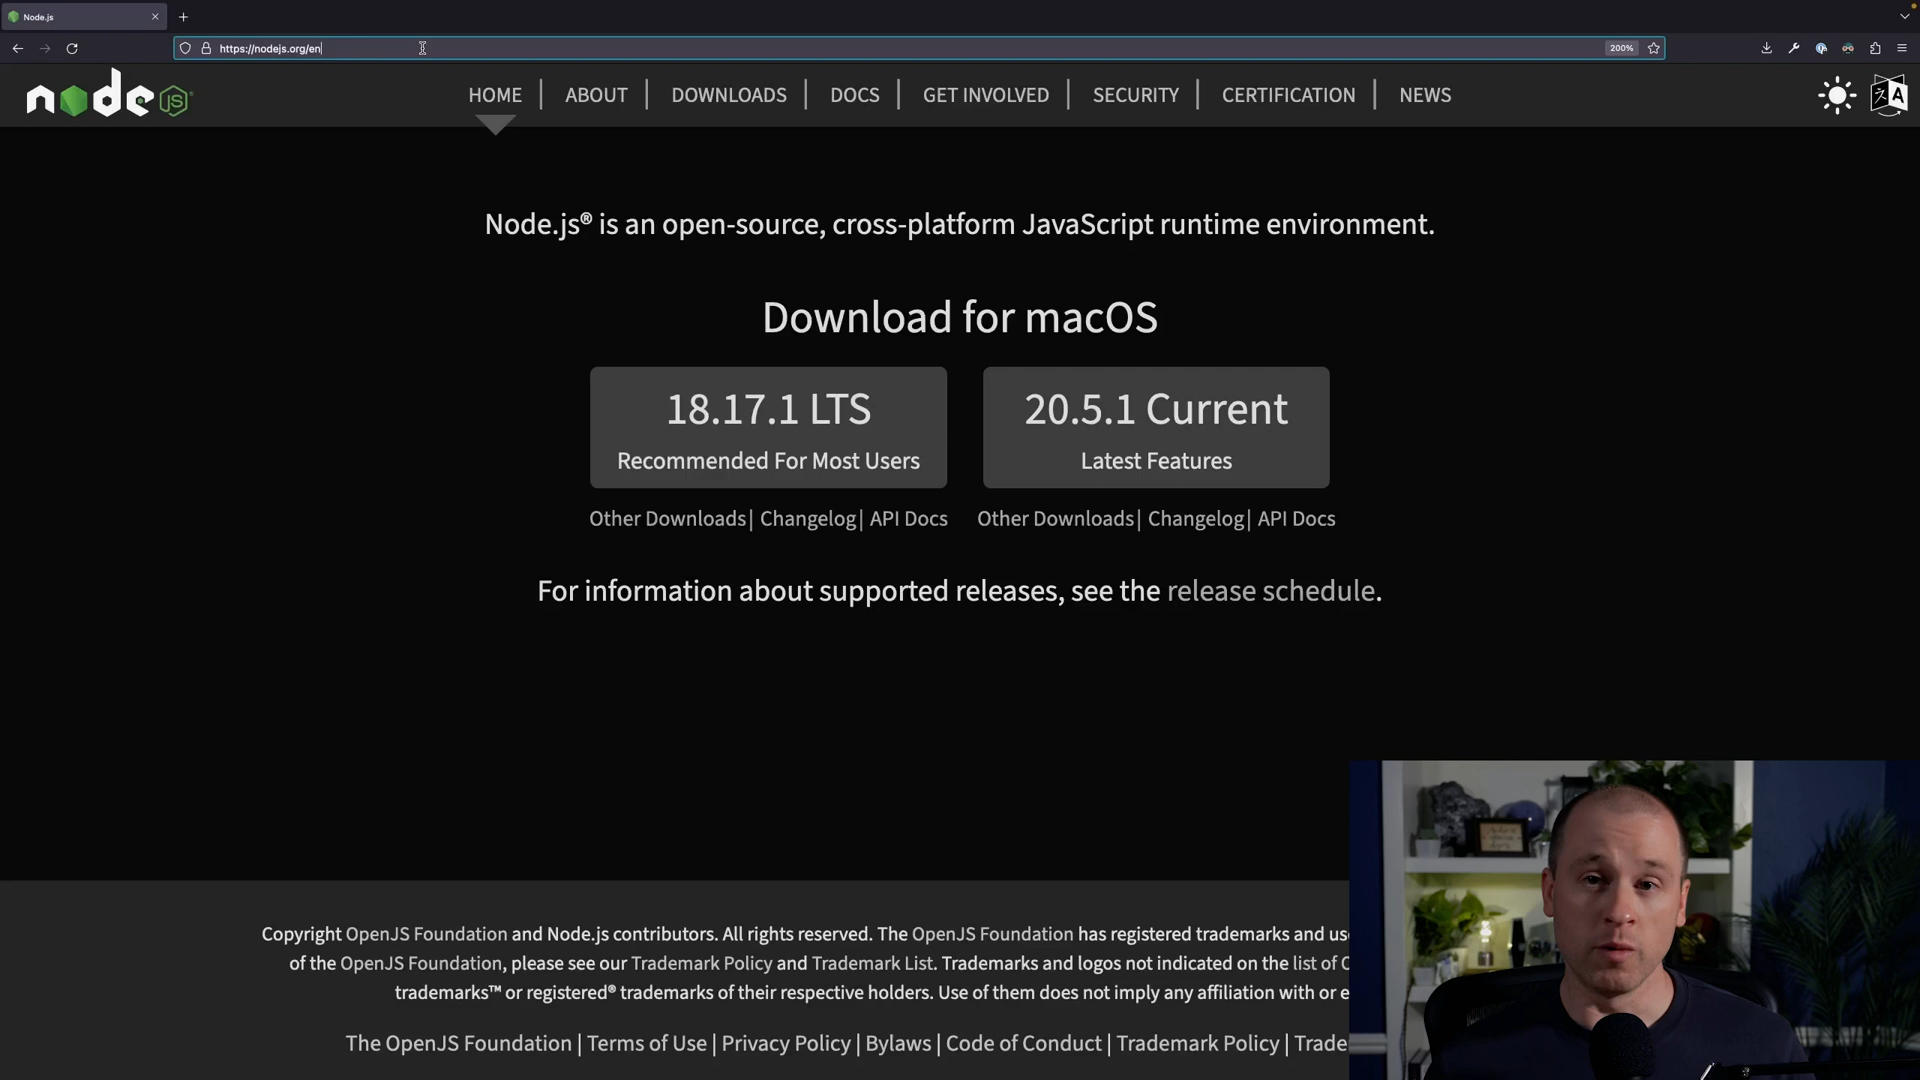 Node.js
https://nodejs.org/en
200%
node JS
HOME | ABOUT | DOWNLOADS | DOCS | GET INVOLVED | SECURITY | CERTIFICATION | NEWS
Node.js® is an open-source, cross-platform JavaScript runtime environment.
Download for macOS
18.17.1 LTS
Recommended For Most Users
20.5.1 Current
Latest Features
Other Downloads | Changelog | API Docs
Other Downloads | Changelog | API Docs
For information about supported releases, see the release schedule.
Copyright OpenJS Foundation and Node.js contributors. All rights reserved. The OpenJS Foundation has registered trademarks and
of the OpenJS Foundation, please see our Trademark Policy and Trademark List. Trademarks and logos not indicated on the list of
trademarks™ or registered® trademarks of their respective holders. Use of them does not imply any affiliation with or
The OpenJS Foundation | Terms of Use | Privacy Policy | Bylaws | Code of Conduct | Trademark Policy |